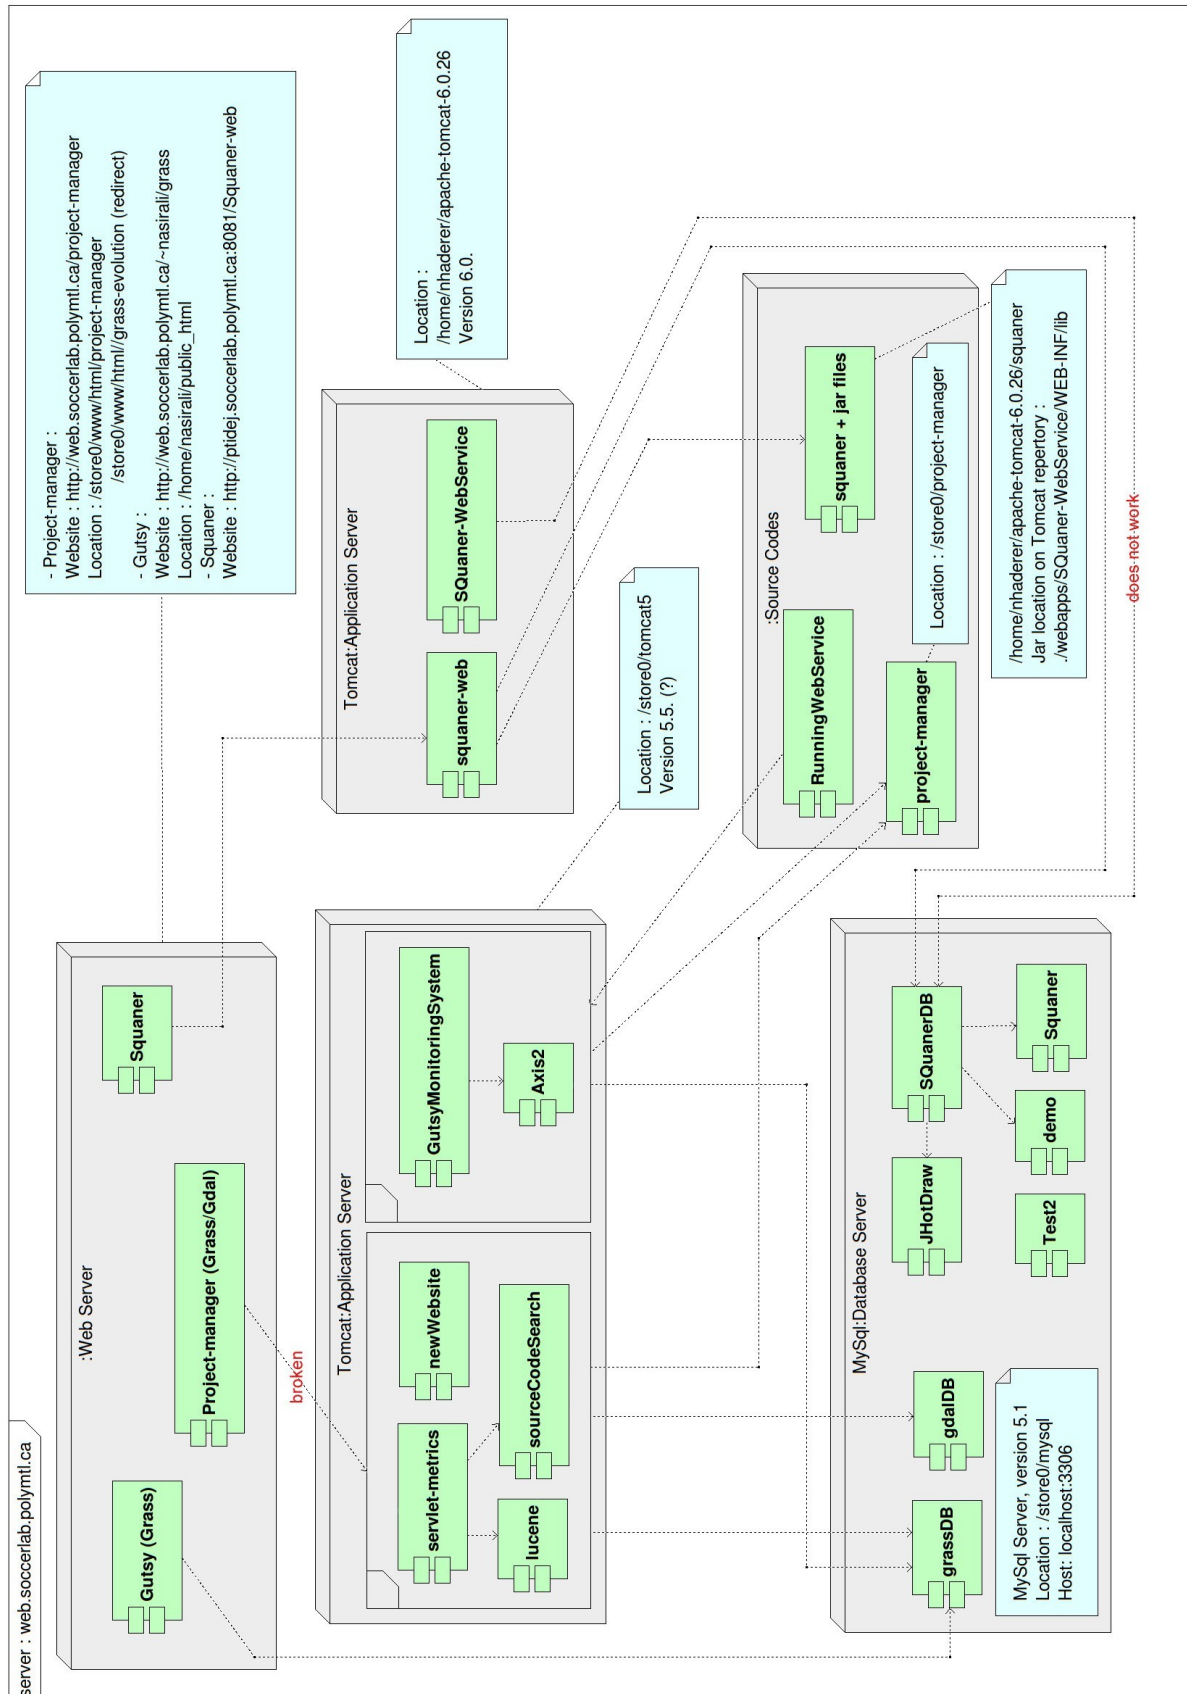 server : web.soccerlab.polymtl.ca
:Web Server
Gutsy (Grass)
Project-manager (Grass/Gdal)
Squaner
- Project-manager :
Website : http://web.soccerlab.polymtl.ca/project-manager
Location : /store0/www/html/project-manager
/store0/www/html//grass-evolution (redirect)
- Gutsy :
Website : http://web.soccerlab.polymtl.ca/~nasirali/grass
Location : /home/nasirali/public_html
- Squaner :
Website : http://ptidej.soccerlab.polymtl.ca:8081/Squaner-web
broken
Tomcat:Application Server
servlet-metrics
newWebsite
lucene
sourceCodeSearch
GutsyMonitoringSystem
Axis2
Location : /store0/tomcat5
Version 5.5. (?)
Tomcat:Application Server
squaner-web
SQuaner-WebService
Location :
/home/nhaderer/apache-tomcat-6.0.26
Version 6.0.
:Source Codes
RunningWebService
squaner + jar files
project-manager
Location : /store0/project-manager
/home/nhaderer/apache-tomcat-6.0.26/squaner
Jar location on Tomcat repertory :
./webapps/SQuaner-WebService/WEB-INF/lib
does not work
MySql:Database Server
grassDB
gdalDB
JHotDraw
SQuanerDB
Test2
demo
Squaner
MySql Server, version 5.1
Location : /store0/mysql
Host: localhost:3306